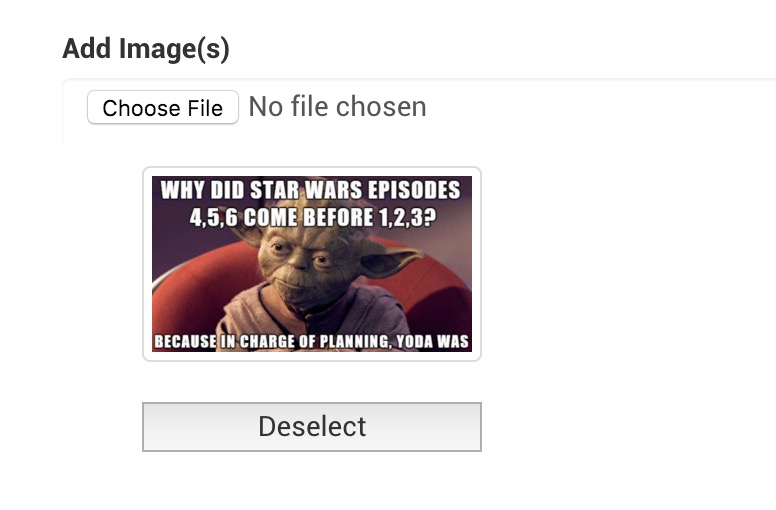 Add Image(s)
Choose File No file chosen
WHY DID STAR WARS EPISODES
4,5,6 COME BEFORE 1,2,3?
BECAUSE IN CHARGE OF PLANNING, YODA WAS
Deselect